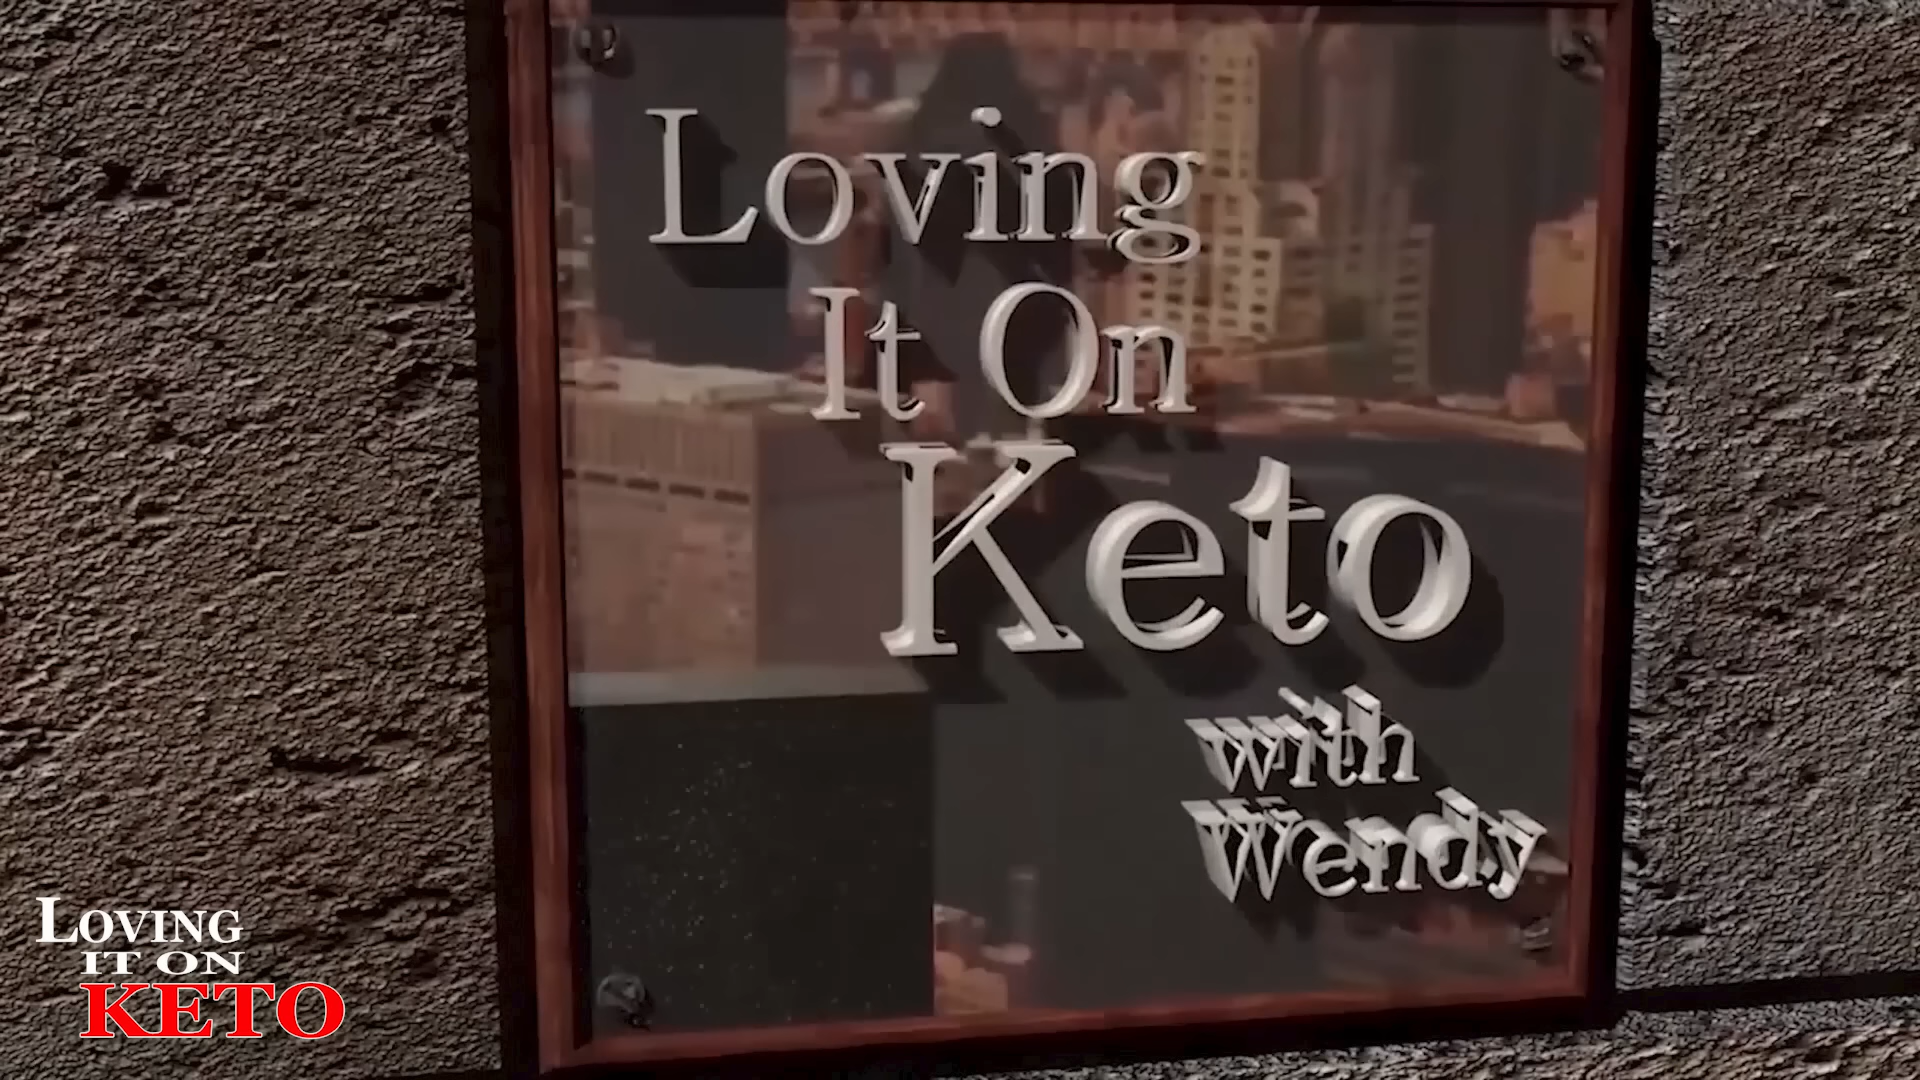 Loving
It On
Keto
with
Wendy
LOVING
IT ON
KETO